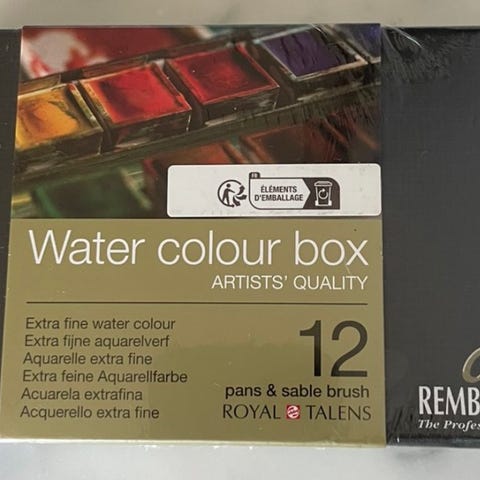 FR
ÉLÉMENTS
D'EMBALLAGE
Water colour box
ARTISTS' QUALITY
Extra fine water colour
Extra fijne aquarelverf
Aquarelle extra fine
Extra feine Aquarellfarbe
Acuarela extrafina
Acquerello extra fine
12
pans & sable brush
ROYAL TALENS
REMB
The Profes